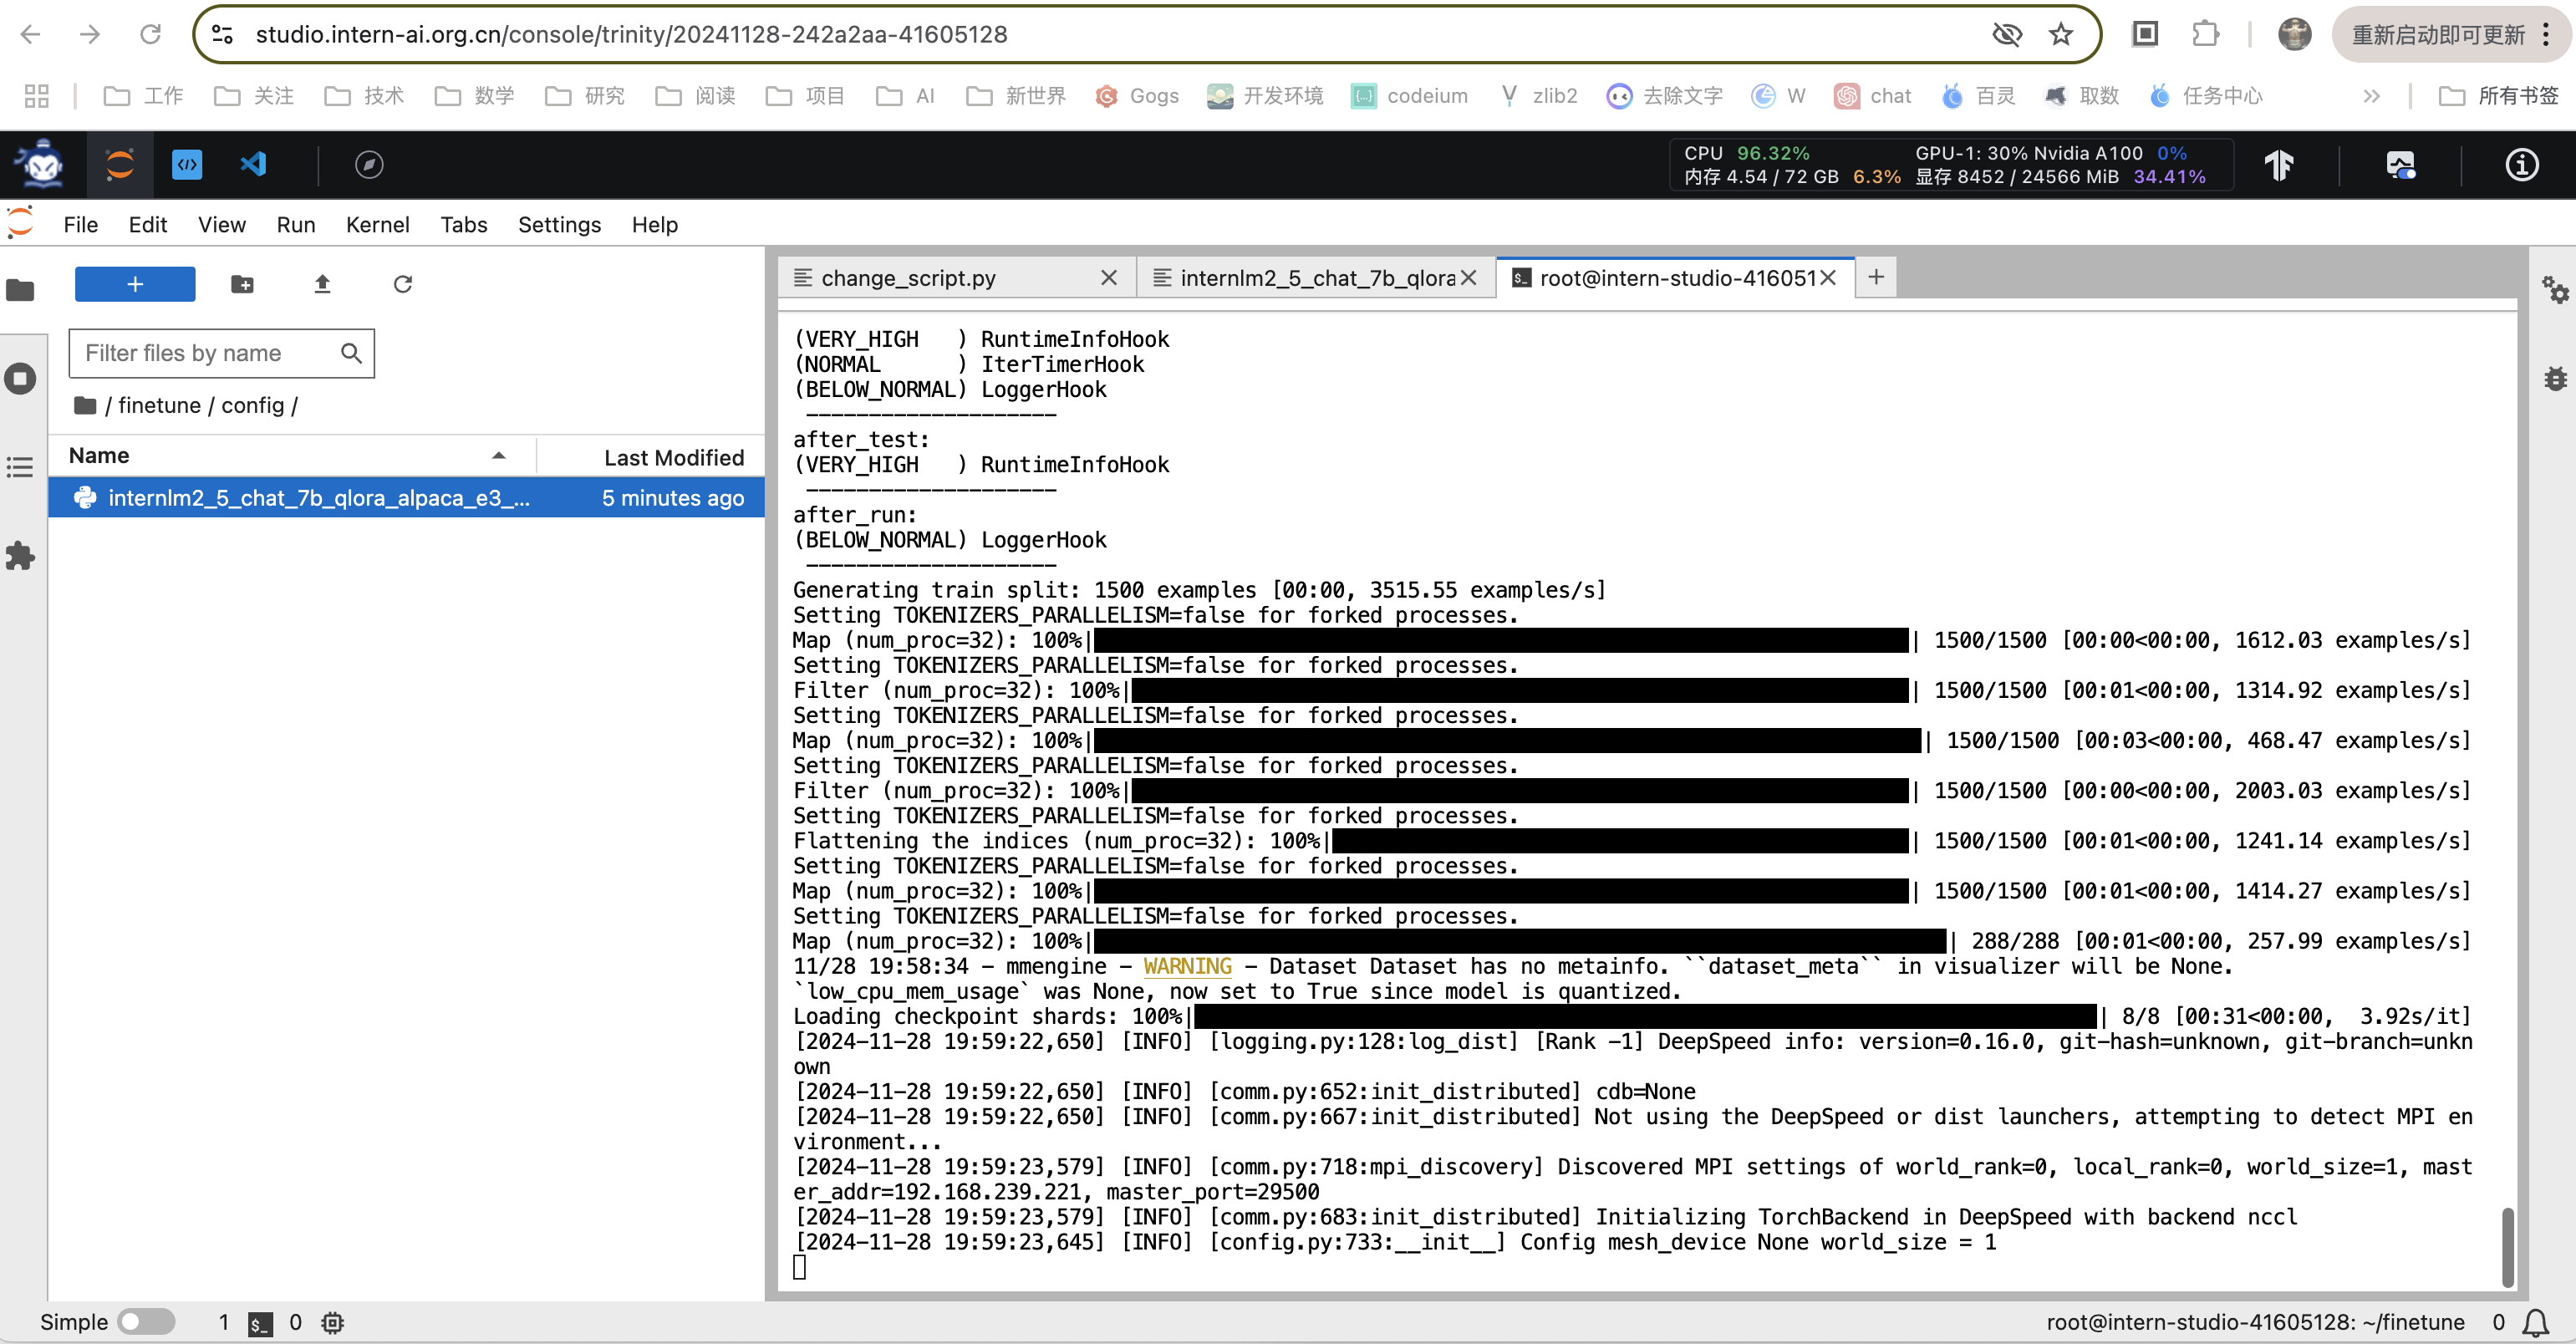 studio.intern-ai.org.cn/console/trinity/20241128-242a2aa-41605128
重新启动即可更新
工作 关注 技术 数学 研究 阅读 项目 AI 新世界 Gogs 开发环境 codeium zlib2 去除文字 W chat 百灵 取数 任务中心 » 所有书签
CPU 96.32% GPU-1: 30% Nvidia A100 0%
内存 4.54 / 72 GB 6.3% 显存 8452 / 24566 MiB 34.41%
File Edit View Run Kernel Tabs Settings Help
change_script.py internlm2_5_chat_7b_qlora root@intern-studio-416051
Filter files by name
/ finetune / config /
Name Last Modified
internlm2_5_chat_7b_qlora_alpaca_e3_... 5 minutes ago
(VERY_HIGH   ) RuntimeInfoHook
(NORMAL      ) IterTimerHook
(BELOW_NORMAL) LoggerHook
--------------------
after_test:
(VERY_HIGH   ) RuntimeInfoHook
--------------------
after_run:
(BELOW_NORMAL) LoggerHook
--------------------
Generating train split: 1500 examples [00:00, 3515.55 examples/s]
Setting TOKENIZERS_PARALLELISM=false for forked processes.
Map (num_proc=32): 100%| | 1500/1500 [00:00<00:00, 1612.03 examples/s]
Setting TOKENIZERS_PARALLELISM=false for forked processes.
Filter (num_proc=32): 100%| | 1500/1500 [00:01<00:00, 1314.92 examples/s]
Setting TOKENIZERS_PARALLELISM=false for forked processes.
Map (num_proc=32): 100%| | 1500/1500 [00:03<00:00, 468.47 examples/s]
Setting TOKENIZERS_PARALLELISM=false for forked processes.
Filter (num_proc=32): 100%| | 1500/1500 [00:00<00:00, 2003.03 examples/s]
Setting TOKENIZERS_PARALLELISM=false for forked processes.
Flattening the indices (num_proc=32): 100%| | 1500/1500 [00:01<00:00, 1241.14 examples/s]
Setting TOKENIZERS_PARALLELISM=false for forked processes.
Map (num_proc=32): 100%| | 1500/1500 [00:01<00:00, 1414.27 examples/s]
Setting TOKENIZERS_PARALLELISM=false for forked processes.
Map (num_proc=32): 100%| | 288/288 [00:01<00:00, 257.99 examples/s]
11/28 19:58:34 - mmengine - WARNING - Dataset Dataset has no metainfo. ``dataset_meta`` in visualizer will be None.
`low_cpu_mem_usage` was None, now set to True since model is quantized.
Loading checkpoint shards: 100%| | 8/8 [00:31<00:00,  3.92s/it]
[2024-11-28 19:59:22,650] [INFO] [logging.py:128:log_dist] [Rank -1] DeepSpeed info: version=0.16.0, git-hash=unknown, git-branch=unkn
own
[2024-11-28 19:59:22,650] [INFO] [comm.py:652:init_distributed] cdb=None
[2024-11-28 19:59:22,650] [INFO] [comm.py:667:init_distributed] Not using the DeepSpeed or dist launchers, attempting to detect MPI en
vironment...
[2024-11-28 19:59:23,579] [INFO] [comm.py:718:mpi_discovery] Discovered MPI settings of world_rank=0, local_rank=0, world_size=1, mast
er_addr=192.168.239.221, master_port=29500
[2024-11-28 19:59:23,579] [INFO] [comm.py:683:init_distributed] Initializing TorchBackend in DeepSpeed with backend nccl
[2024-11-28 19:59:23,645] [INFO] [config.py:733:__init__] Config mesh_device None world_size = 1
Simple 1 0 root@intern-studio-41605128: ~/finetune 0